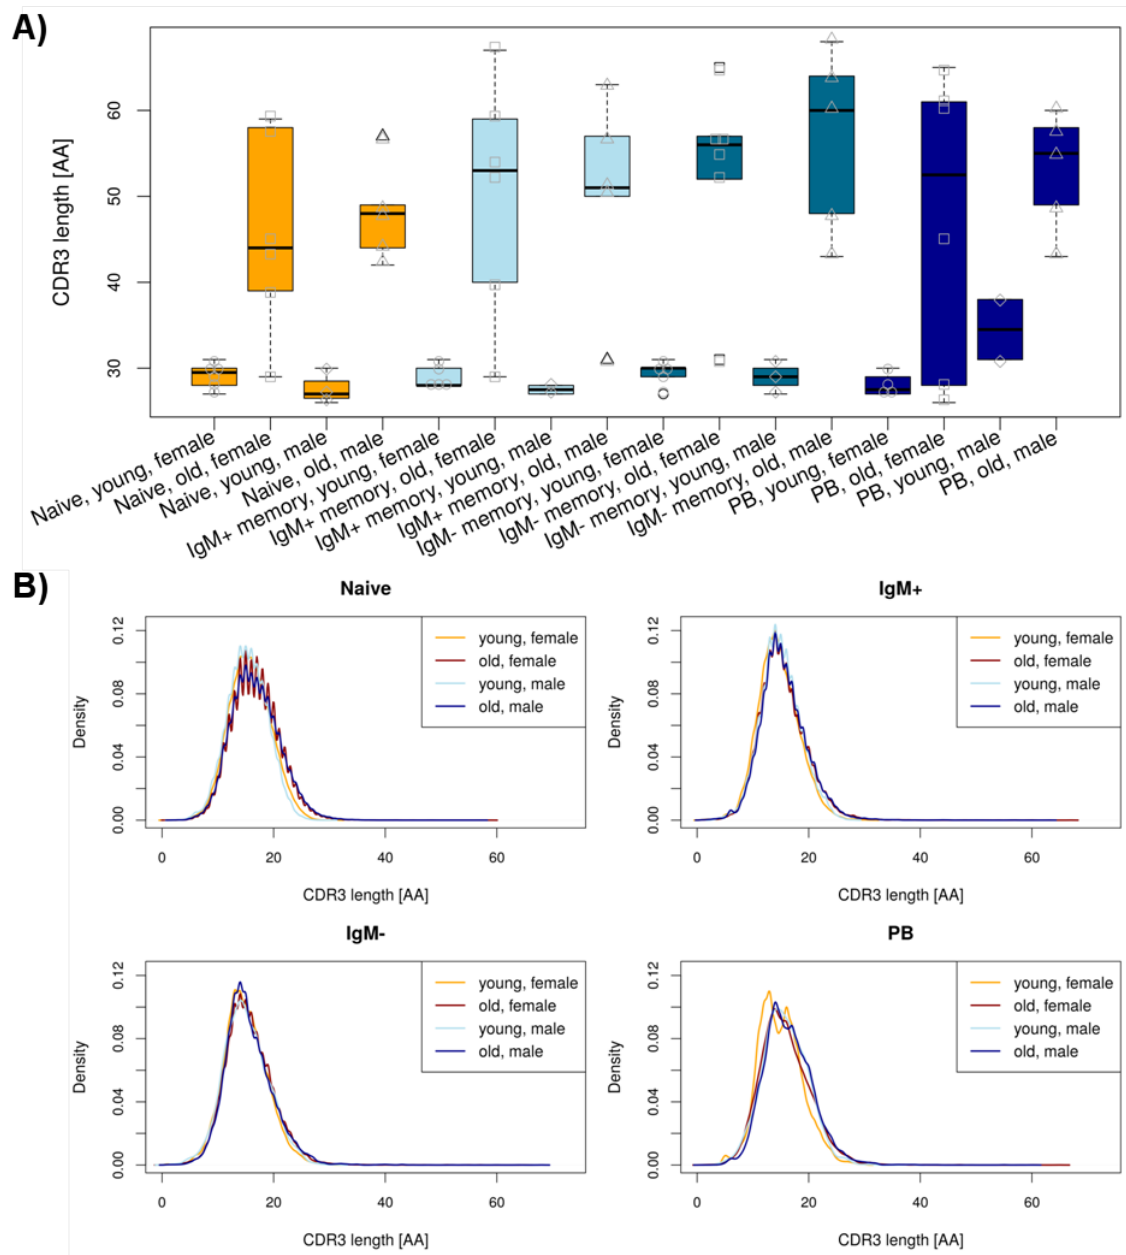 A)
CDR3 length [AA]
60
50
40
30
Naive, young, female
Naive, old, female
Naive, young, male
Naive, old, male
IgM+ memory, young, female
IgM+ memory, old, female
IgM+ memory, young, male
IgM+ memory, old, male
IgM- memory, young, female
IgM- memory, old, female
IgM- memory, young, male
IgM- memory, old, male
PB, young, female
PB, old, female
PB, young, male
PB, old, male
B)
Naive
Density
0.12
0.08
0.04
0.00
young, female
old, female
young, male
old, male
0 20 40 60
CDR3 length [AA]
IgM+
Density
0.12
0.08
0.04
0.00
young, female
old, female
young, male
old, male
0 20 40 60
CDR3 length [AA]
IgM-
Density
0.12
0.08
0.04
0.00
young, female
old, female
young, male
old, male
0 20 40 60
CDR3 length [AA]
PB
Density
0.12
0.08
0.04
0.00
young, female
old, female
young, male
old, male
0 20 40 60
CDR3 length [AA]